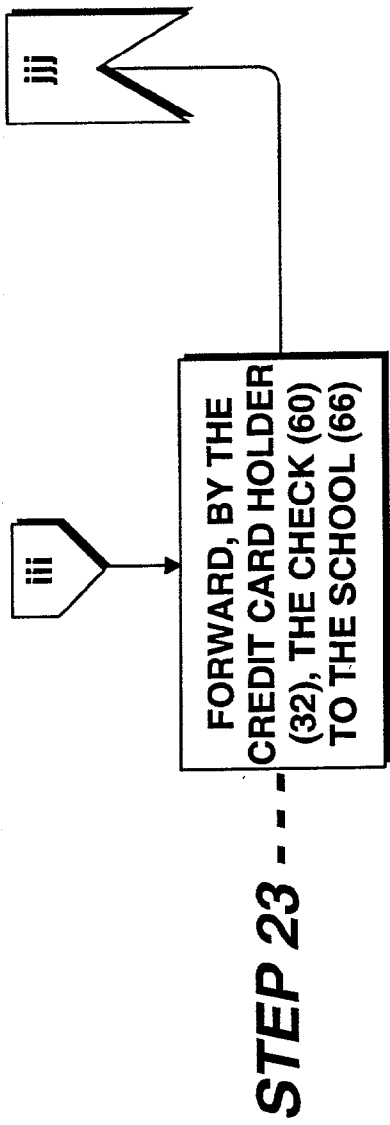 iii
jjj
FORWARD, BY THE
CREDIT CARD HOLDER
(32), THE CHECK (60)
TO THE SCHOOL (66)
STEP 23 - - -